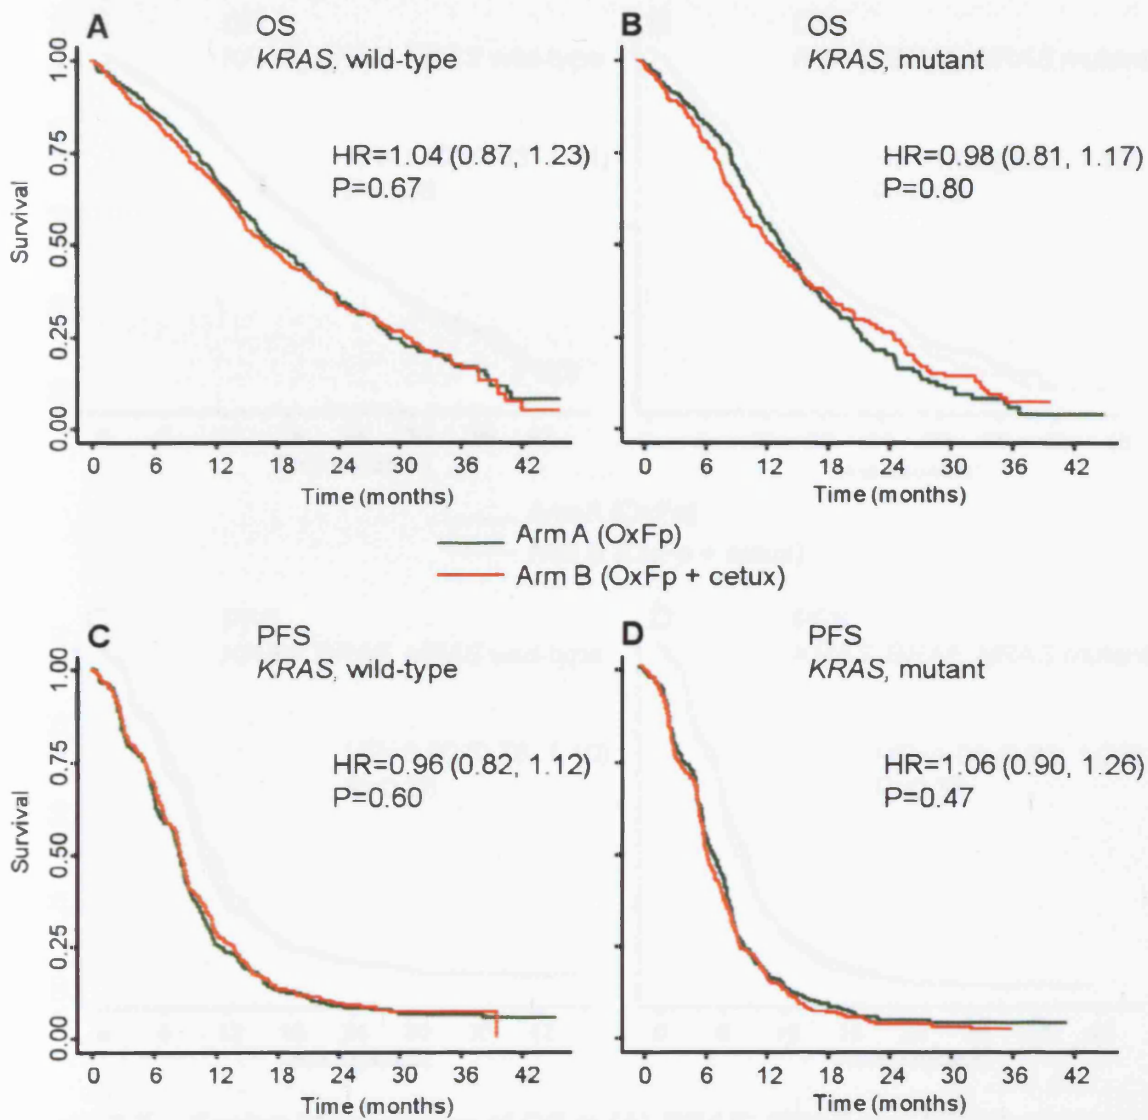 A
OS
KRAS, wild-type
HR=1.04 (0.87, 1.23)
P=0.67
Survival
1.00
0.75
0.50
0.25
0.00
0 6 12 18 24 30 36 42
Time (months)
B
OS
KRAS, mutant
HR=0.98 (0.81, 1.17)
P=0.80
0 6 12 18 24 30 36 42
Time (months)
Arm A (OxFp)
Arm B (OxFp + cetux)
C
PFS
KRAS, wild-type
HR=0.96 (0.82, 1.12)
P=0.60
Survival
1.00
0.75
0.50
0.25
0.00
0 6 12 18 24 30 36 42
Time (months)
D
PFS
KRAS, mutant
HR=1.06 (0.90, 1.26)
P=0.47
0 6 12 18 24 30 36 42
Time (months)